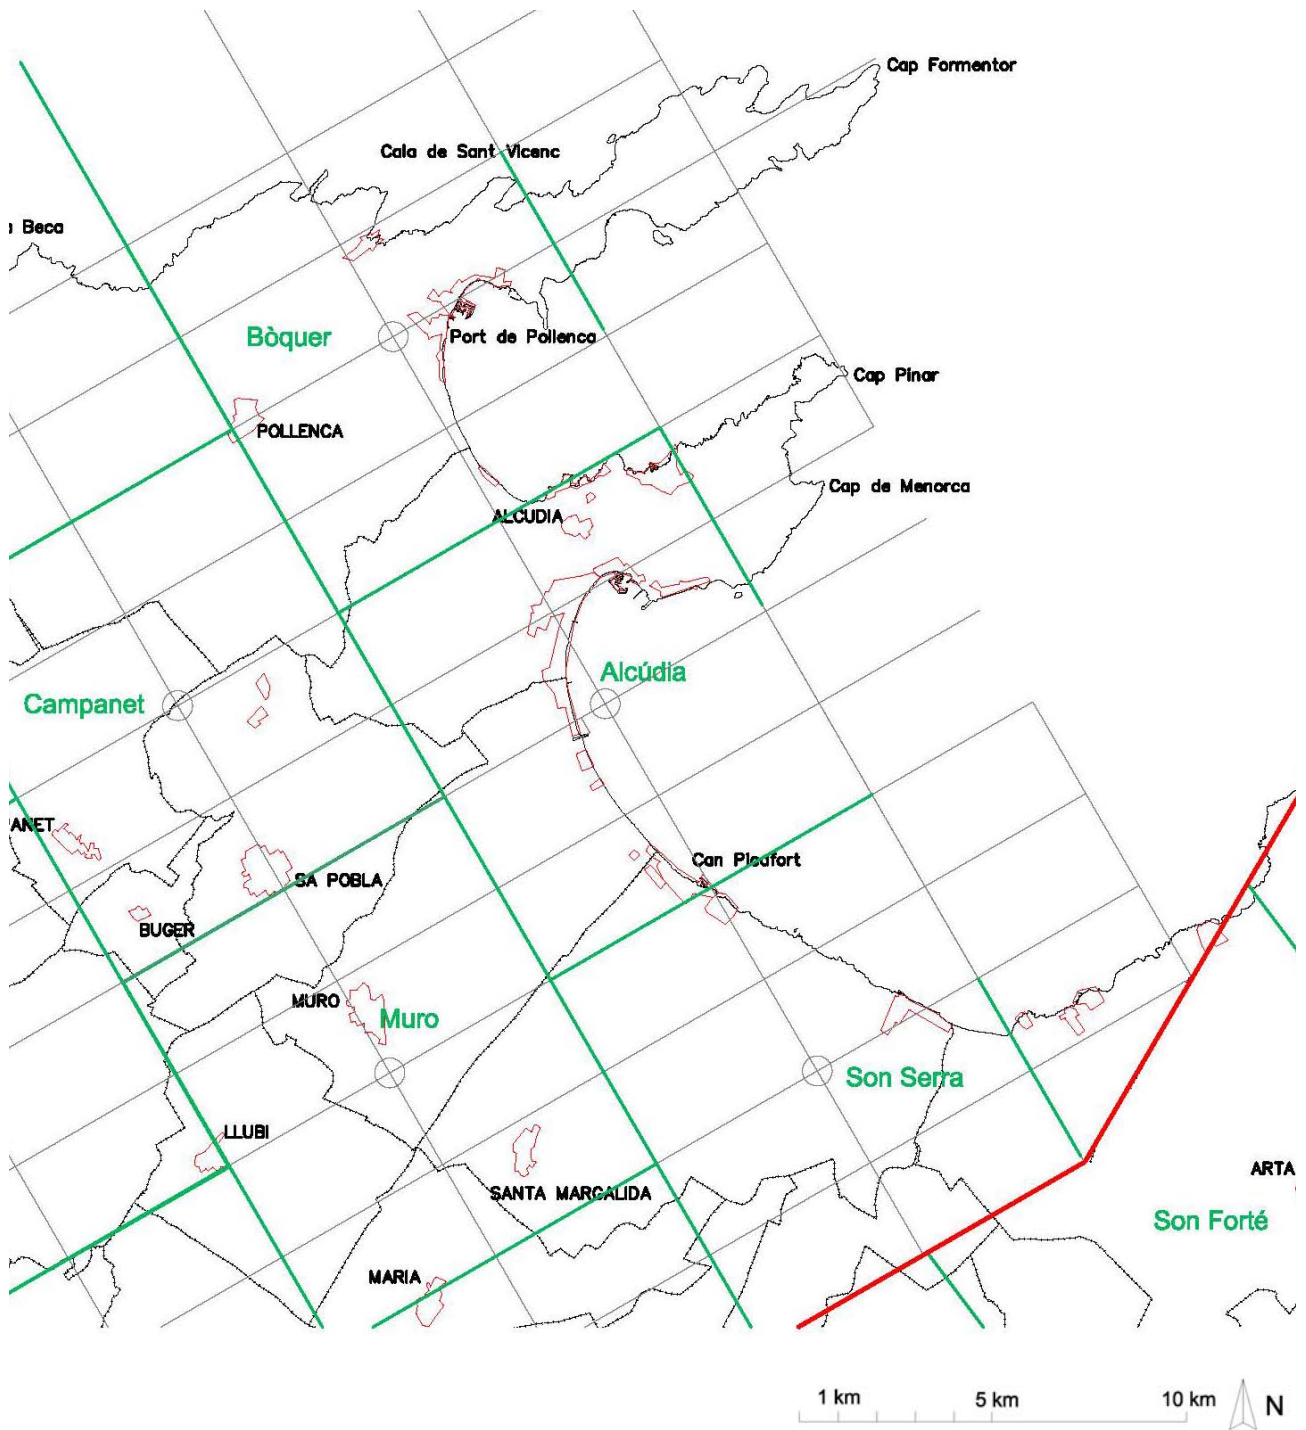 Cap Formentor
Cala de Sant Vicenc
a Beca
Bòquer
Port de Pollenca
Cap Pinar
POLLENCA
Cap de Menorca
ALCUDIA
Alcúdia
Campanet
ANET
Can Picafort
SA POBLA
BUGER
MURO
Muro
Son Serra
LLUBI
ARTA
SANTA MARGALIDA
Son Forté
MARIA
1 km 5 km 10 km N